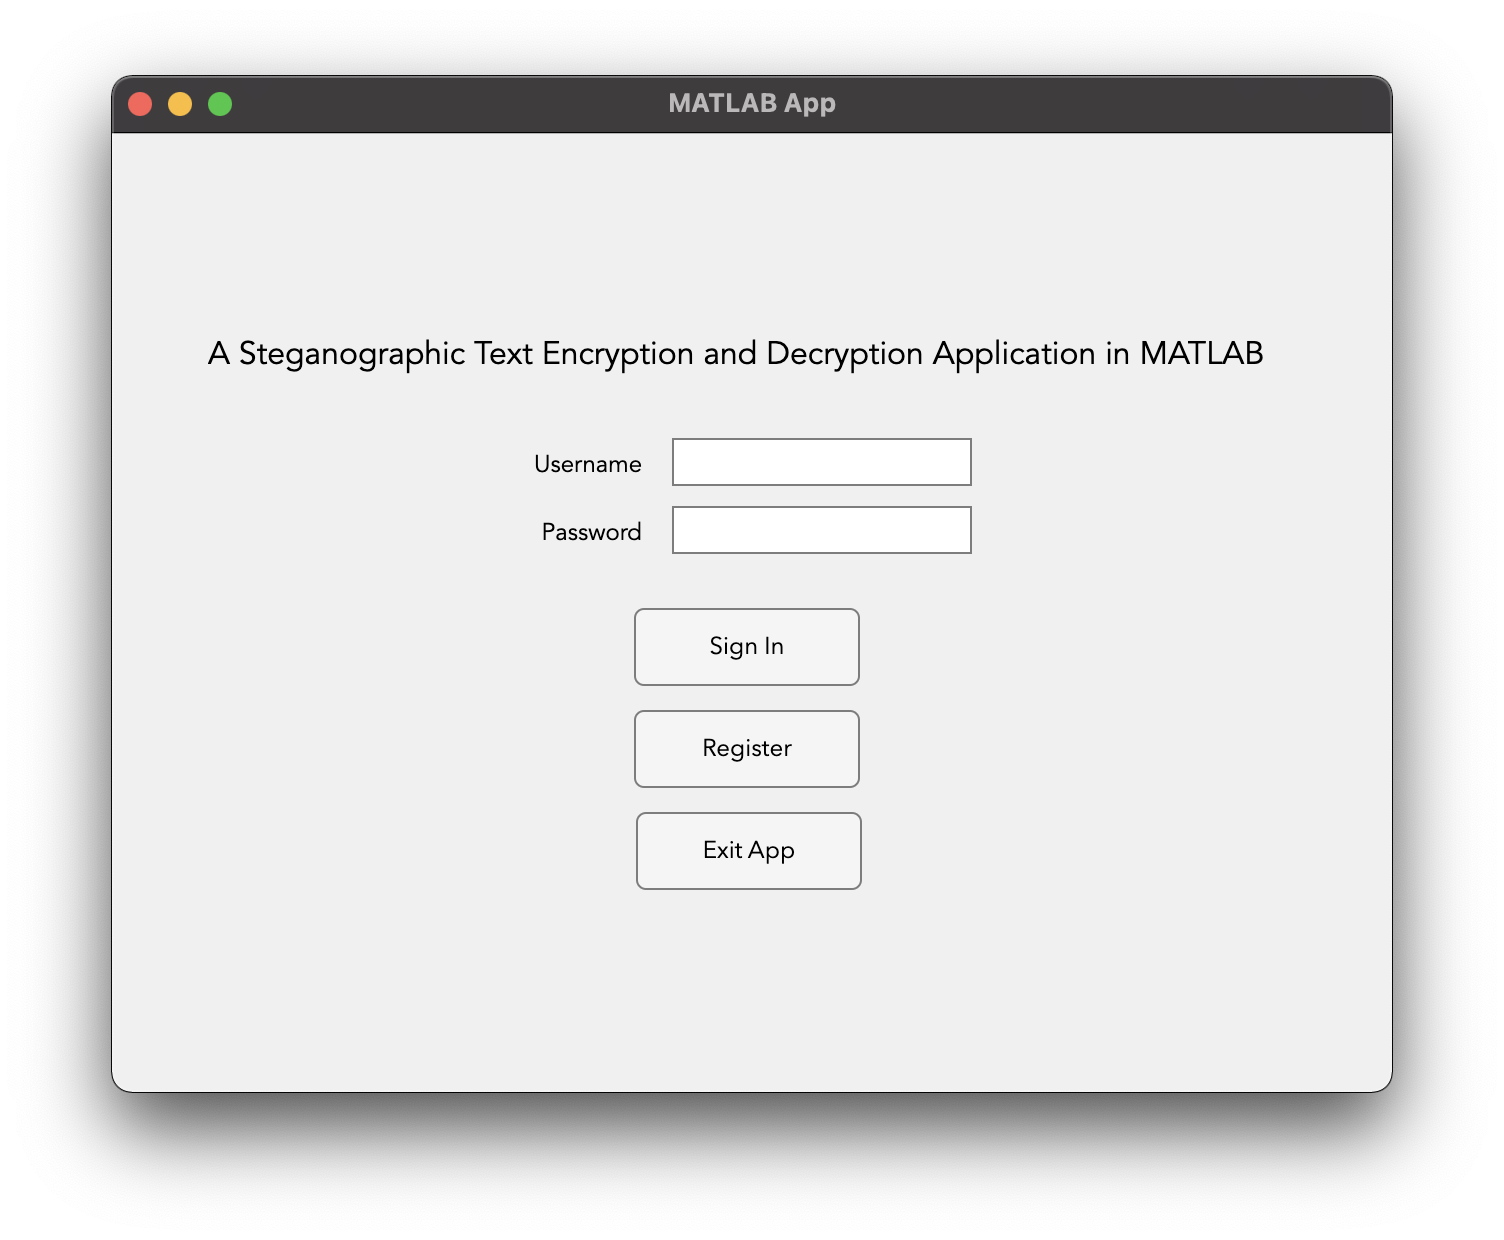 MATLAB App
A Steganographic Text Encryption and Decryption Application in MATLAB
Username
Password
Sign In
Register
Exit App